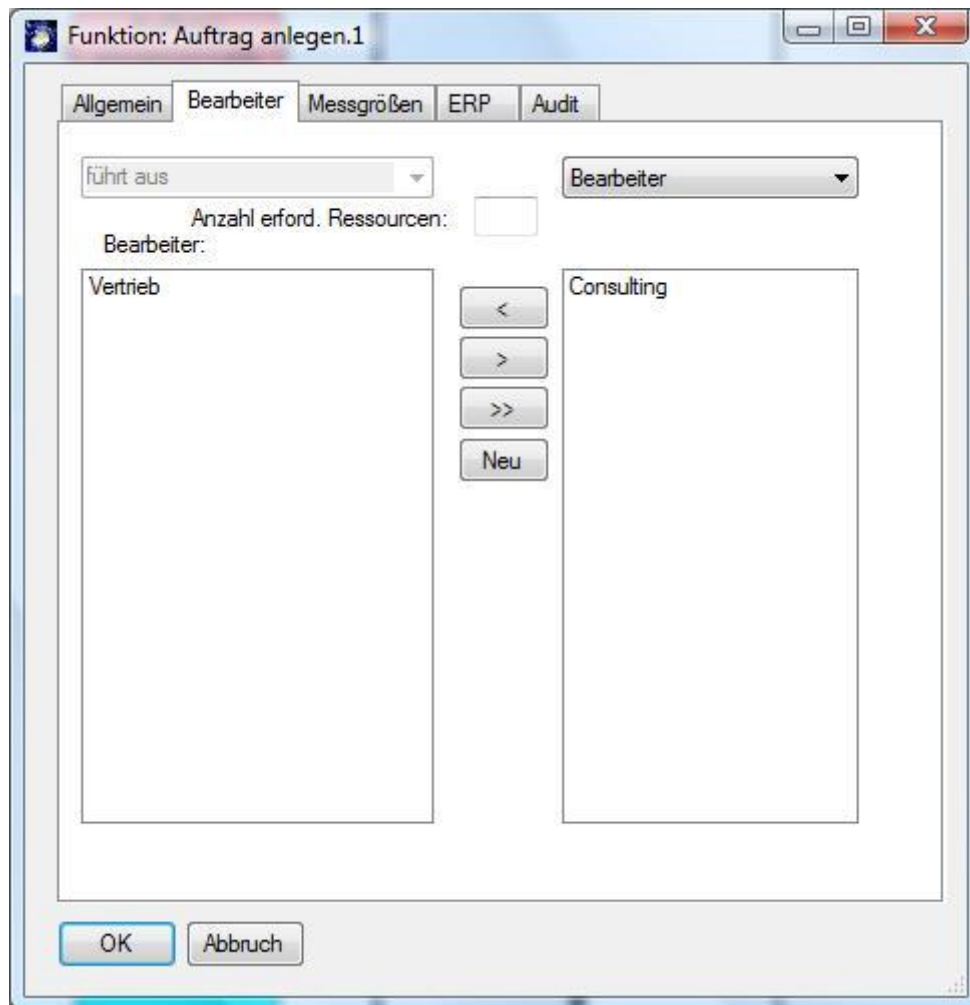 Funktion: Auftrag anlegen.1
Allgemein Bearbeiter Messgrößen ERP Audit
führt aus Bearbeiter
Anzahl erford. Ressourcen:
Bearbeiter:
Vertrieb Consulting
<
>
>>
Neu
OK Abbruch